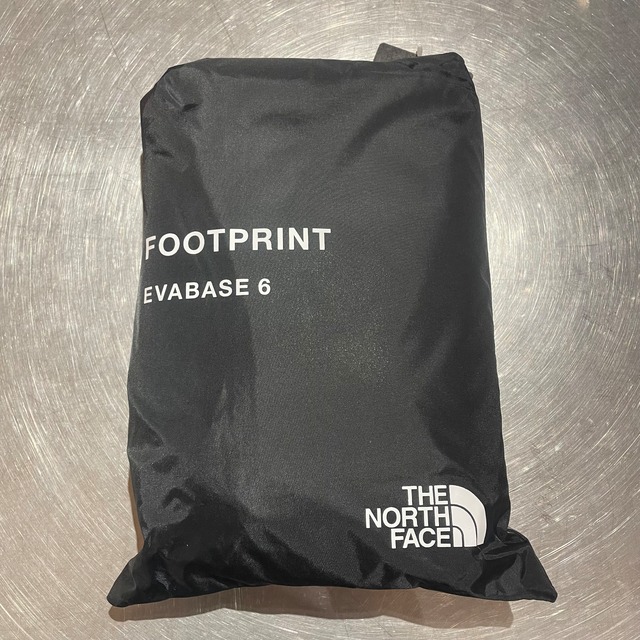 FOOTPRINT
EVABASE 6
THE
NORTH
FACE